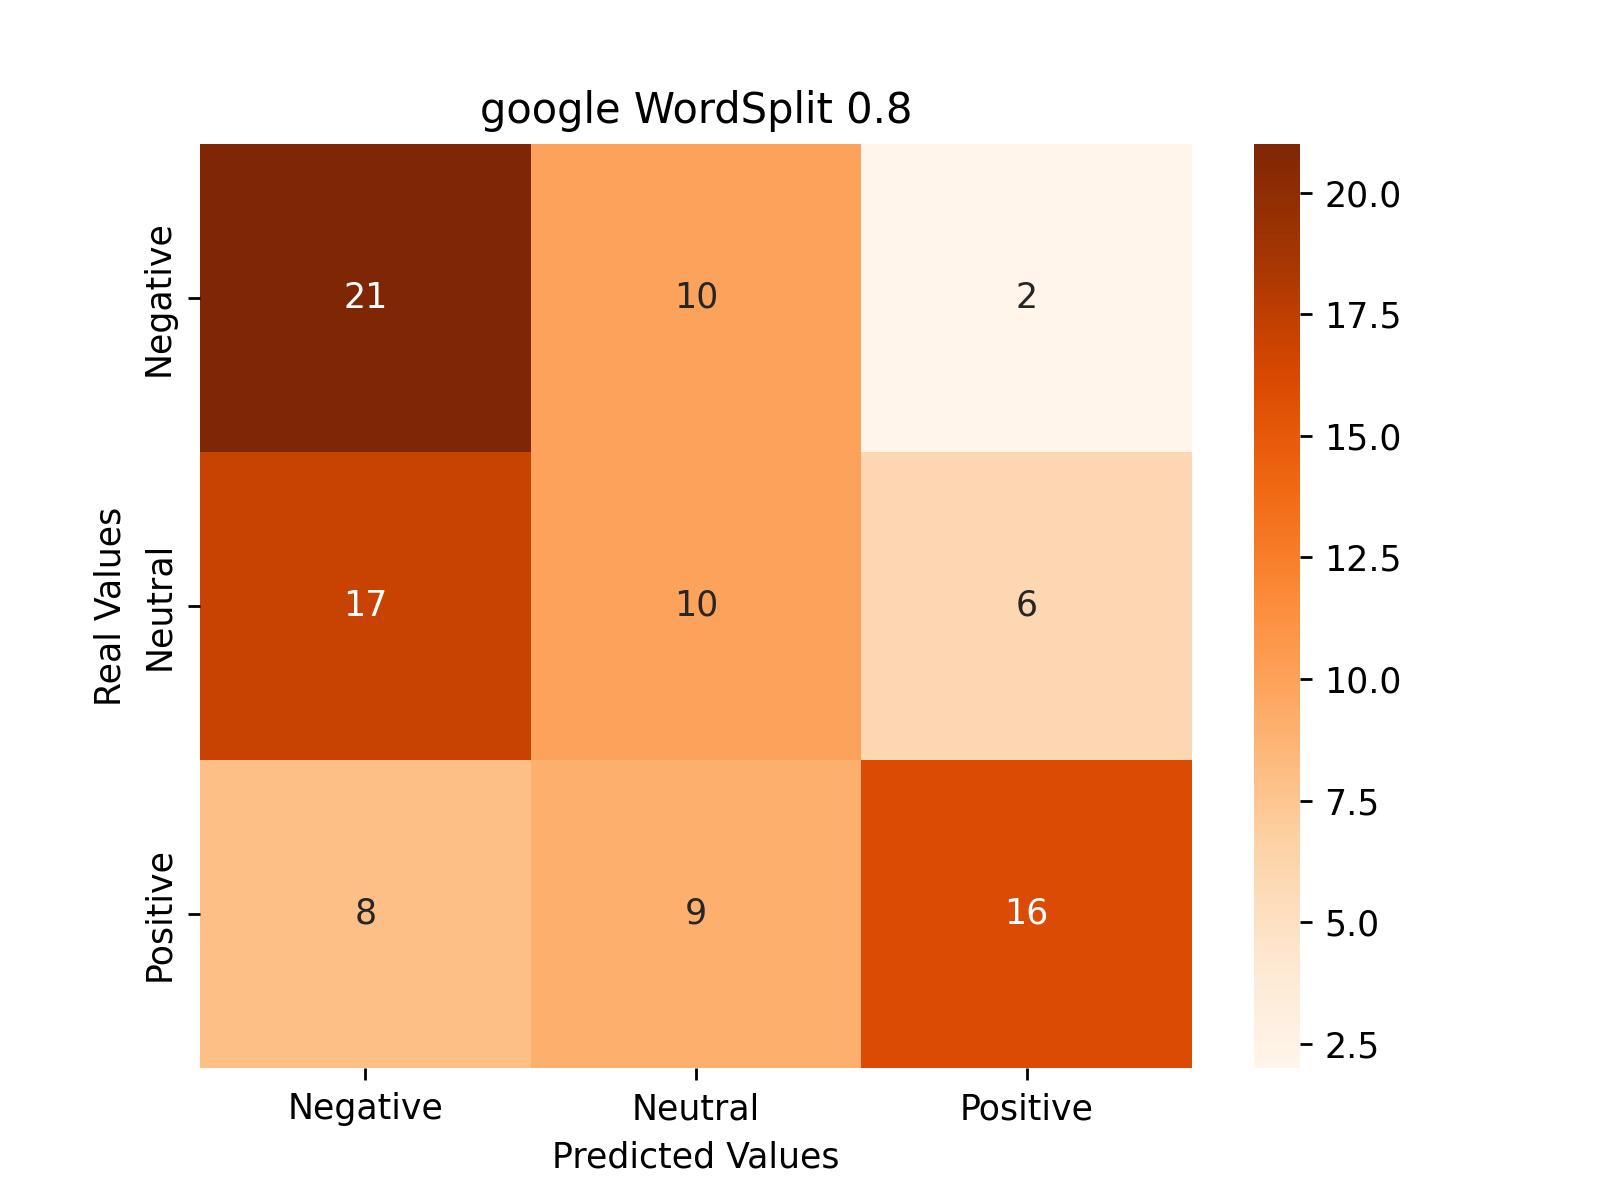 google WordSplit 0.8
Real Values
Negative
21 10 2
Neutral
17 10 6
Positive
8 9 16
Negative Neutral Positive
Predicted Values
20.0
17.5
15.0
12.5
10.0
7.5
5.0
2.5